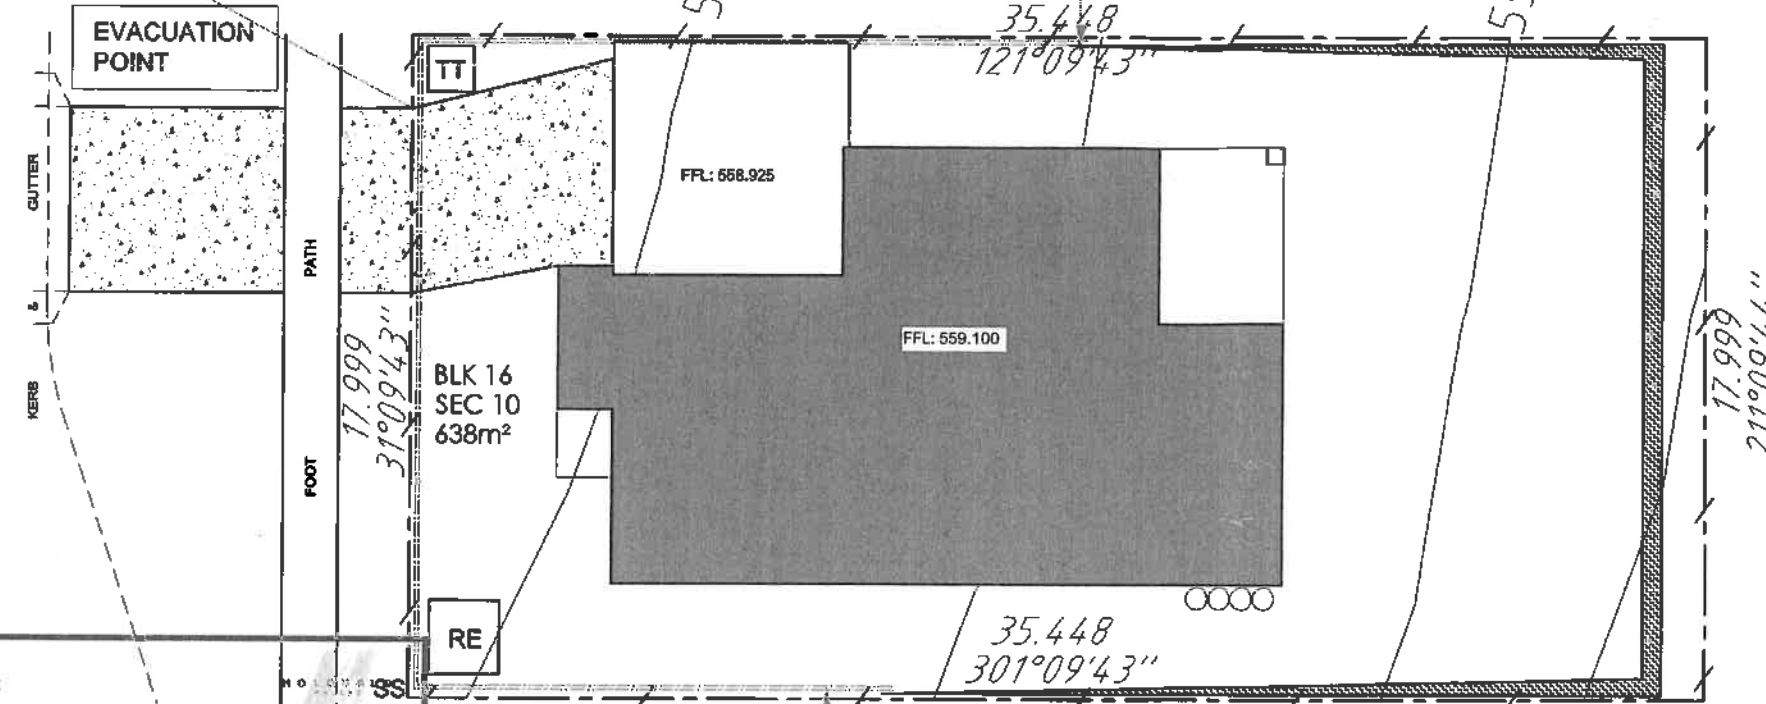 EVACUATION
POINT
TT
35.448
121°09'43"
GUTTER
&
KERB
PATH
FOOT
FFL: 558.925
FFL: 559.100
BLK 16
SEC 10
638m²
17.999
31°09'43"
17.999
RE
35.448
301°09'43"
SS